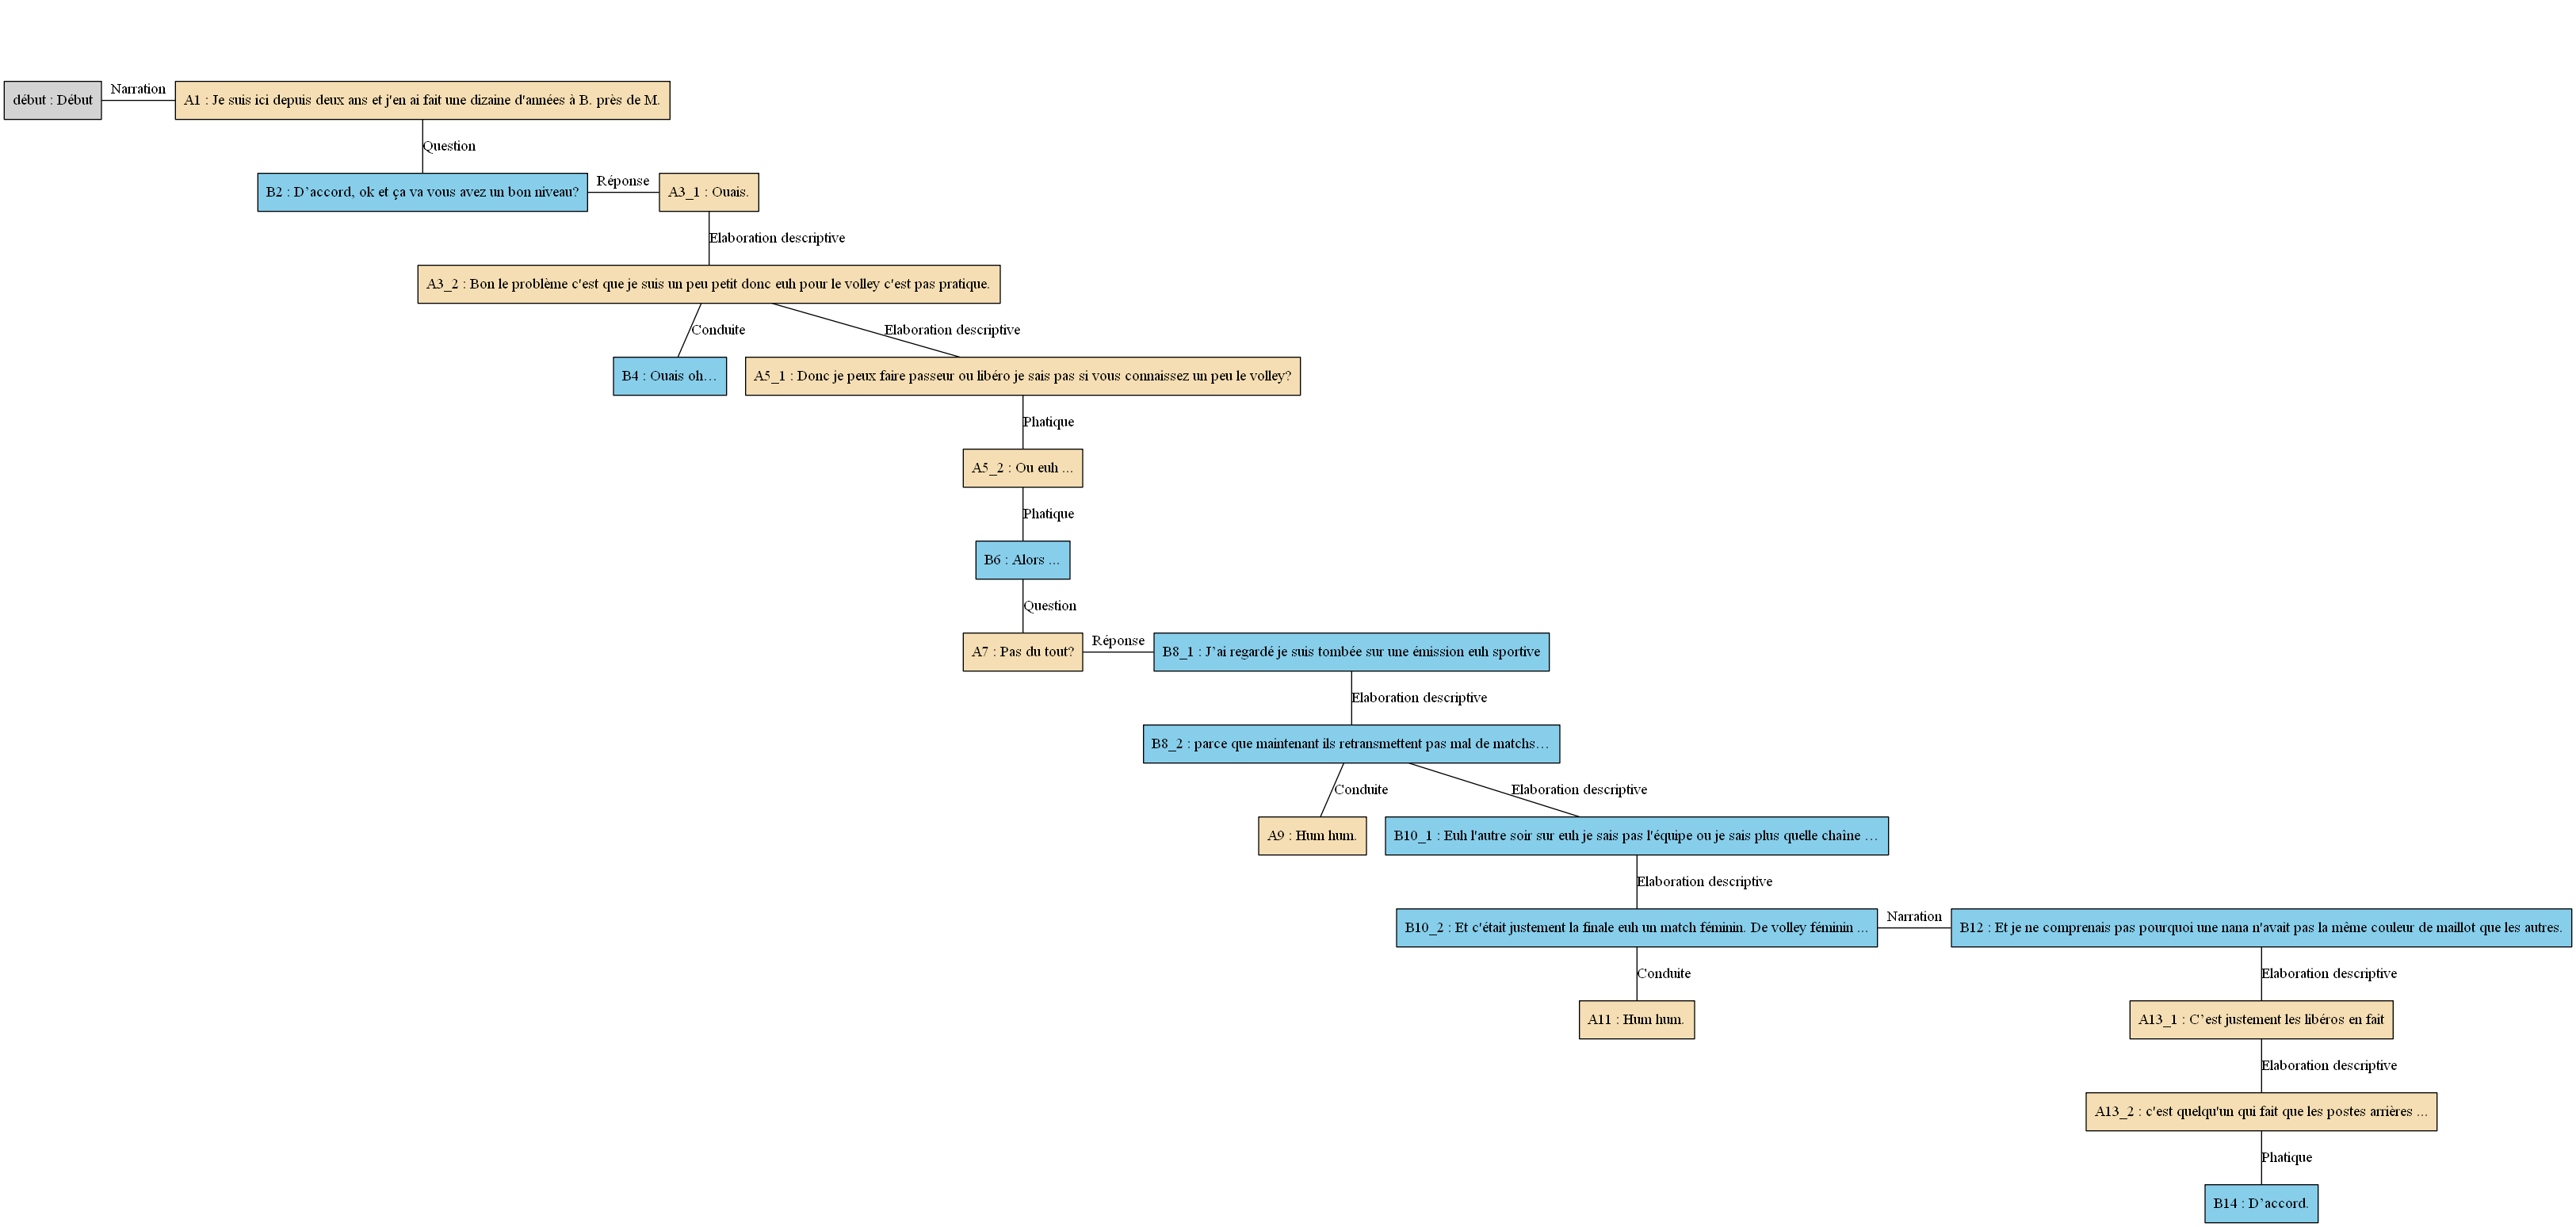 Narration
début : Début
A1 : Je suis ici depuis deux ans et j'en ai fait une dizaine d'années à B. près de M.
Question
B2 : D’accord, ok et ça va vous avez un bon niveau?
Réponse
A3_1 : Ouais.
Elaboration descriptive
A3_2 : Bon le problème c'est que je suis un peu petit donc euh pour le volley c'est pas pratique.
Conduite
Elaboration descriptive
B4 : Ouais oh…
A5_1 : Donc je peux faire passeur ou libéro je sais pas si vous connaissez un peu le volley?
Phatique
A5_2 : Ou euh ...
Phatique
B6 : Alors ...
Question
A7 : Pas du tout?
Réponse
B8_1 : J’ai regardé je suis tombée sur une émission euh sportive
Elaboration descriptive
B8_2 : parce que maintenant ils retransmettent pas mal de matchs…
Conduite
Elaboration descriptive
A9 : Hum hum.
B10_1 : Euh l'autre soir sur euh je sais pas l'équipe ou je sais plus quelle chaîne …
Elaboration descriptive
B10_2 : Et c'était justement la finale euh un match féminin. De volley féminin ...
Narration
B12 : Et je ne comprenais pas pourquoi une nana n'avait pas la même couleur de maillot que les autres.
Conduite
Elaboration descriptive
A11 : Hum hum.
A13_1 : C’est justement les libéros en fait
Elaboration descriptive
A13_2 : c'est quelqu'un qui fait que les postes arrières ...
Phatique
B14 : D’accord.